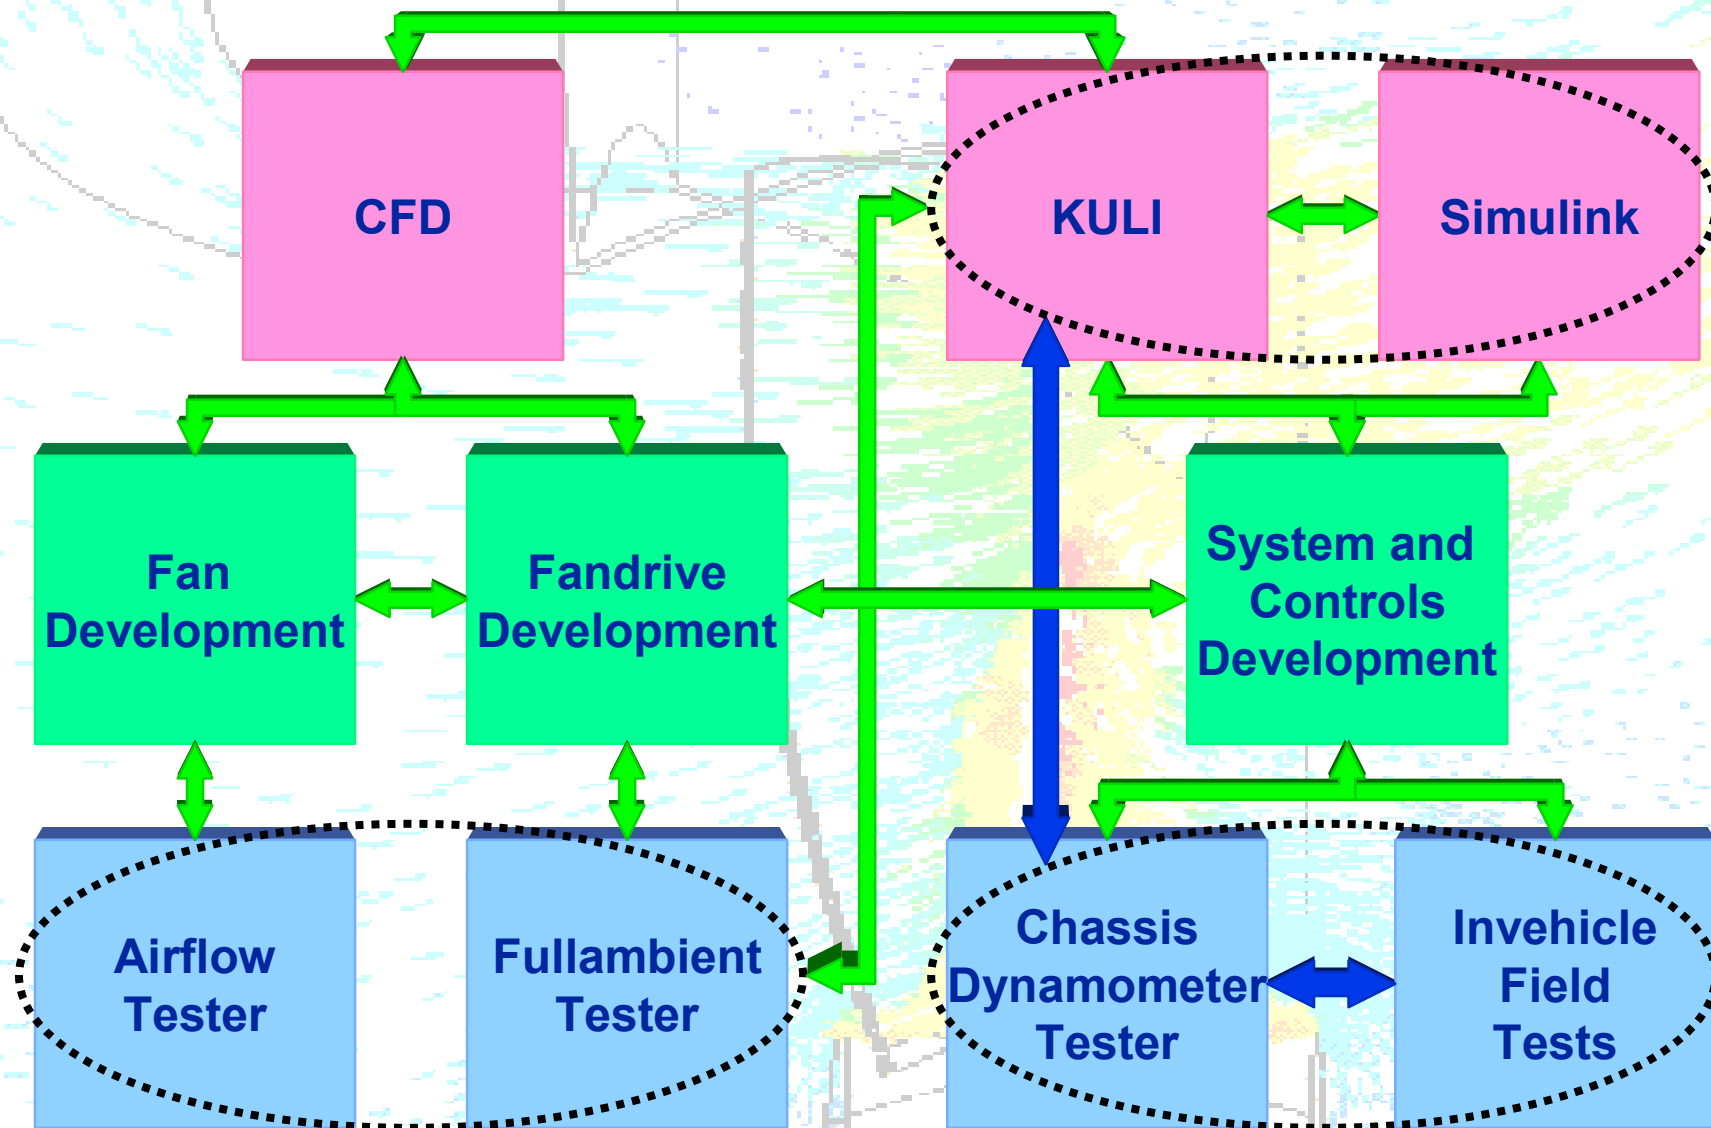 CFD
KULI
Simulink
Fan
Development
Fandrive
Development
System and
Controls
Development
Airflow
Tester
Fullambient
Tester
Chassis
Dynamometer
Tester
Invehicle
Field
Tests